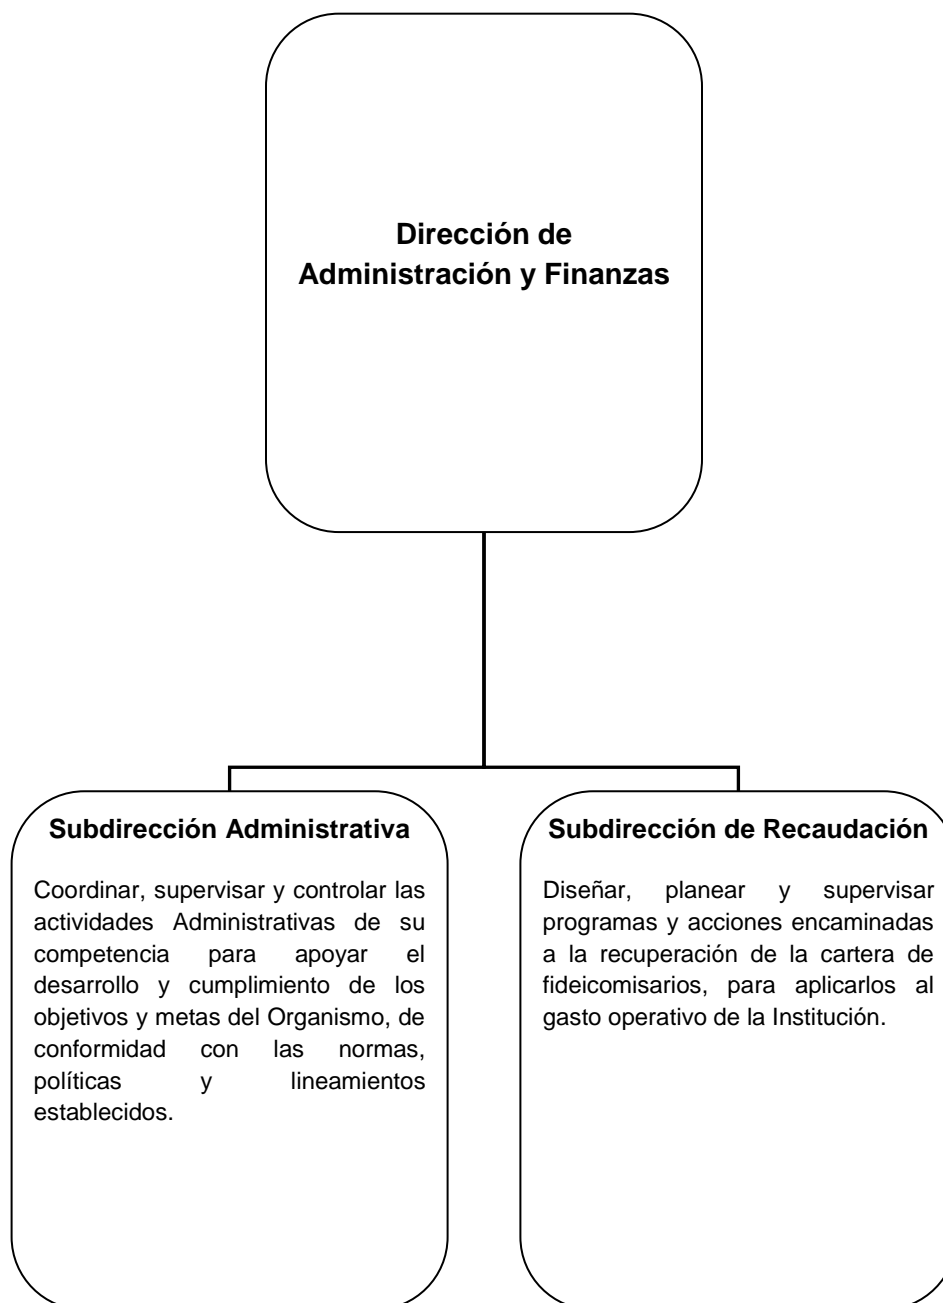 Dirección de
Administración y Finanzas
Subdirección Administrativa
Coordinar, supervisar y controlar las
actividades Administrativas de su
competencia para apoyar el
desarrollo y cumplimiento de los
objetivos y metas del Organismo, de
conformidad con las normas,
políticas y lineamientos
establecidos.
Subdirección de Recaudación
Diseñar, planear y supervisar
programas y acciones encaminadas
a la recuperación de la cartera de
fideicomisarios, para aplicarlos al
gasto operativo de la Institución.